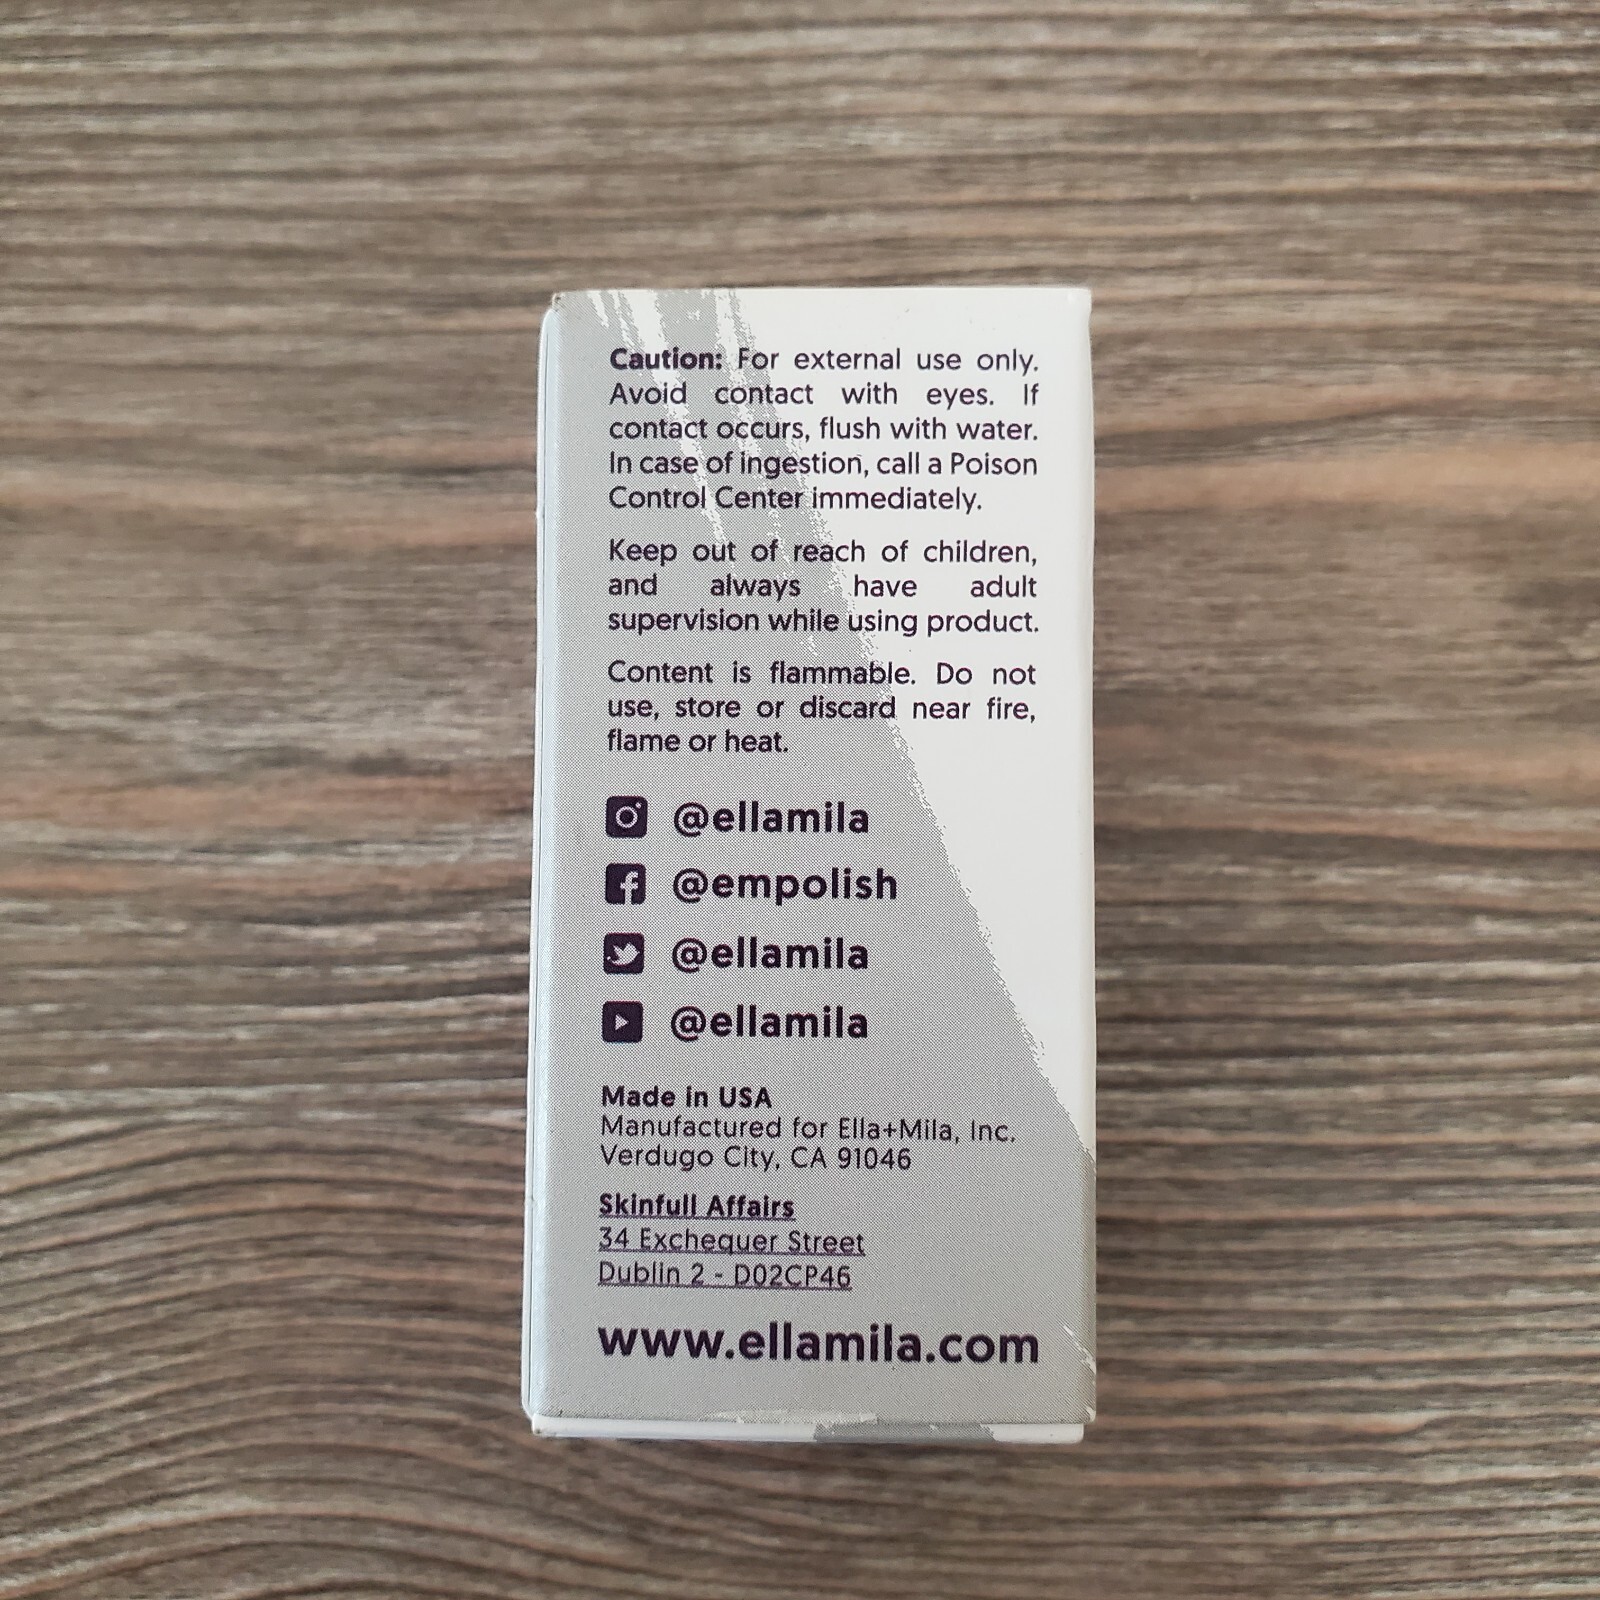 Caution: For external use only.
Avoid contact with eyes. If
contact occurs, flush with water.
In case of ingestion, call a Poison
Control Center immediately.
Keep out of reach of children,
and always have adult
supervision while using product.
Content is flammable. Do not
use, store or discard near fire,
flame or heat.
@ellamila
@empolish
@ellamila
@ellamila
Made in USA
Manufactured for Ella+Mila, Inc.
Verdugo City, CA 91046
Skinfull Affairs
34 Exchequer Street
Dublin 2 - D02CP46
www.ellamila.com